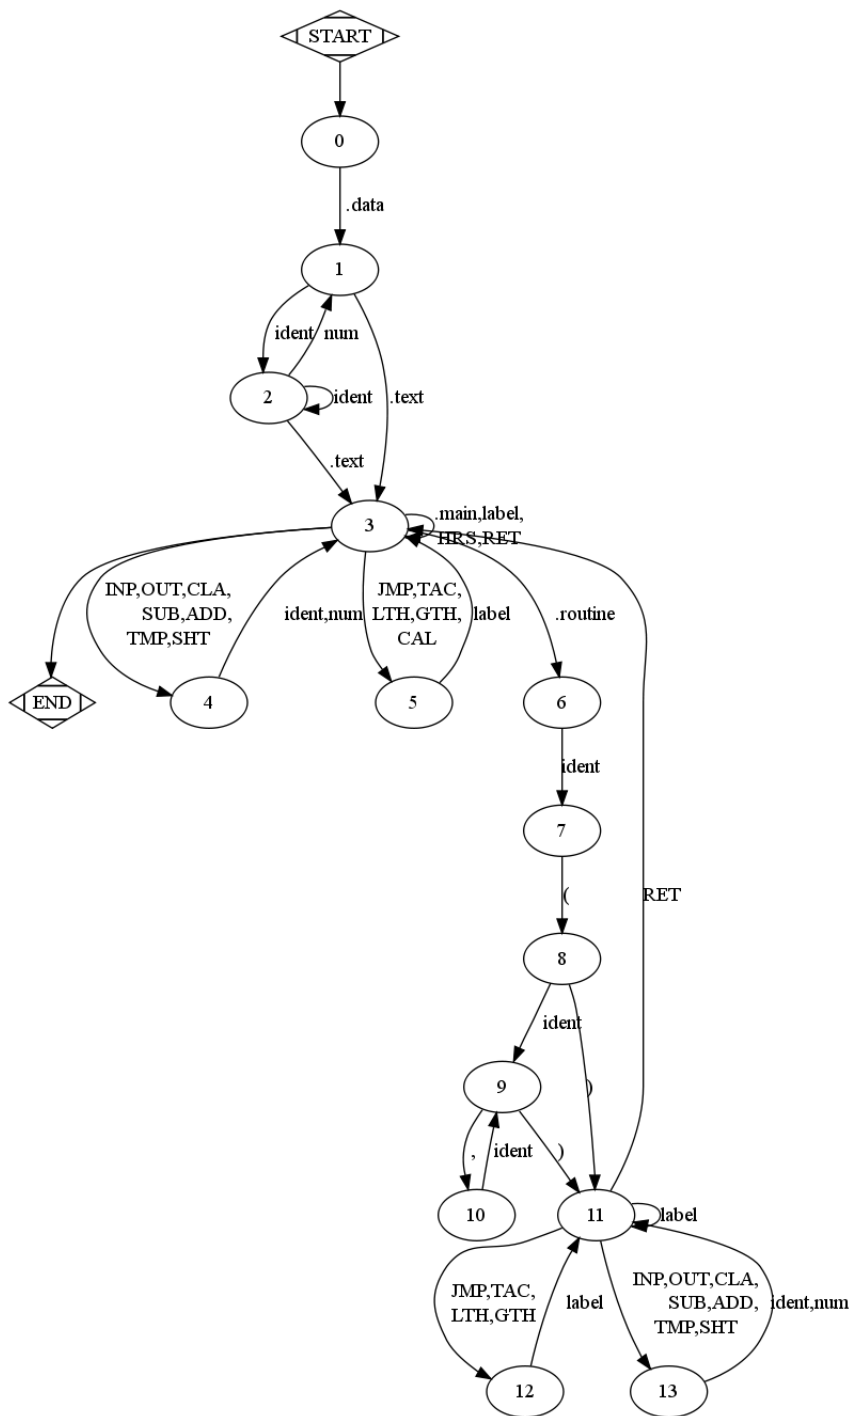 START
0
.data
1
ident
num
2
ident
.text
.text
3
.main,label,
HRS,RET
INP,OUT,CLA,
SUB,ADD,
TMP,SHT
ident,num
JMP,TAC,
LTH,GTH,
CAL
label
.routine
END
4
5
6
ident
7
(
RET
8
ident
)
9
,
ident
)
10
11
label
JMP,TAC,
LTH,GTH
label
INP,OUT,CLA,
SUB,ADD,
TMP,SHT
ident,num
12
13